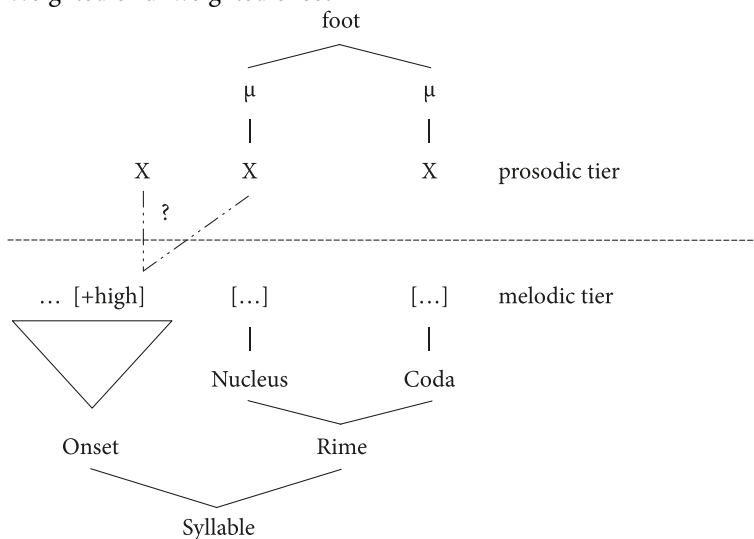 foot
μ μ
X X X prosodic tier
?
… [+high] […] […] melodic tier
Nucleus Coda
Onset Rime
Syllable